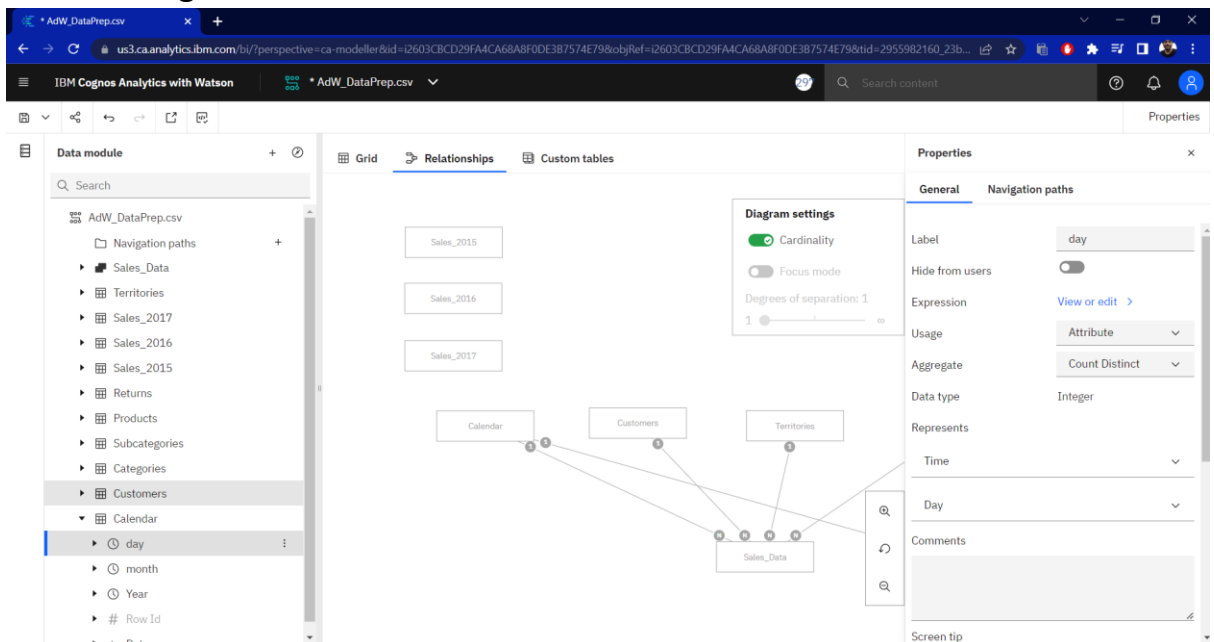 * AdW_DataPrep.csv × +
us3.ca.analytics.ibm.com/bi/?perspective=ca-modeller&id=i2603CBCD29FA4CA68A8F0DE3B7574E79&objRef=i2603CBCD29FA4CA68A8F0DE3B7574E79&tid=2955982160_23b...
IBM Cognos Analytics with Watson
* AdW_DataPrep.csv
Search content
Properties
Data module
Search
AdW_DataPrep.csv
Navigation paths
Sales_Data
Territories
Sales_2017
Sales_2016
Sales_2015
Returns
Products
Subcategories
Categories
Customers
Calendar
day
month
Year
# Row Id
Grid
Relationships
Custom tables
Sales_2015
Sales_2016
Sales_2017
Calendar
Customers
Territories
1
1
1
1
N
N
N
N
Sales_Data
Diagram settings
Cardinality
Focus mode
Degrees of separation: 1
1 ∞
Properties
General
Navigation paths
Label day
Hide from users
Expression View or edit >
Usage Attribute
Aggregate Count Distinct
Data type Integer
Represents
Time
Day
Comments
Screen tip